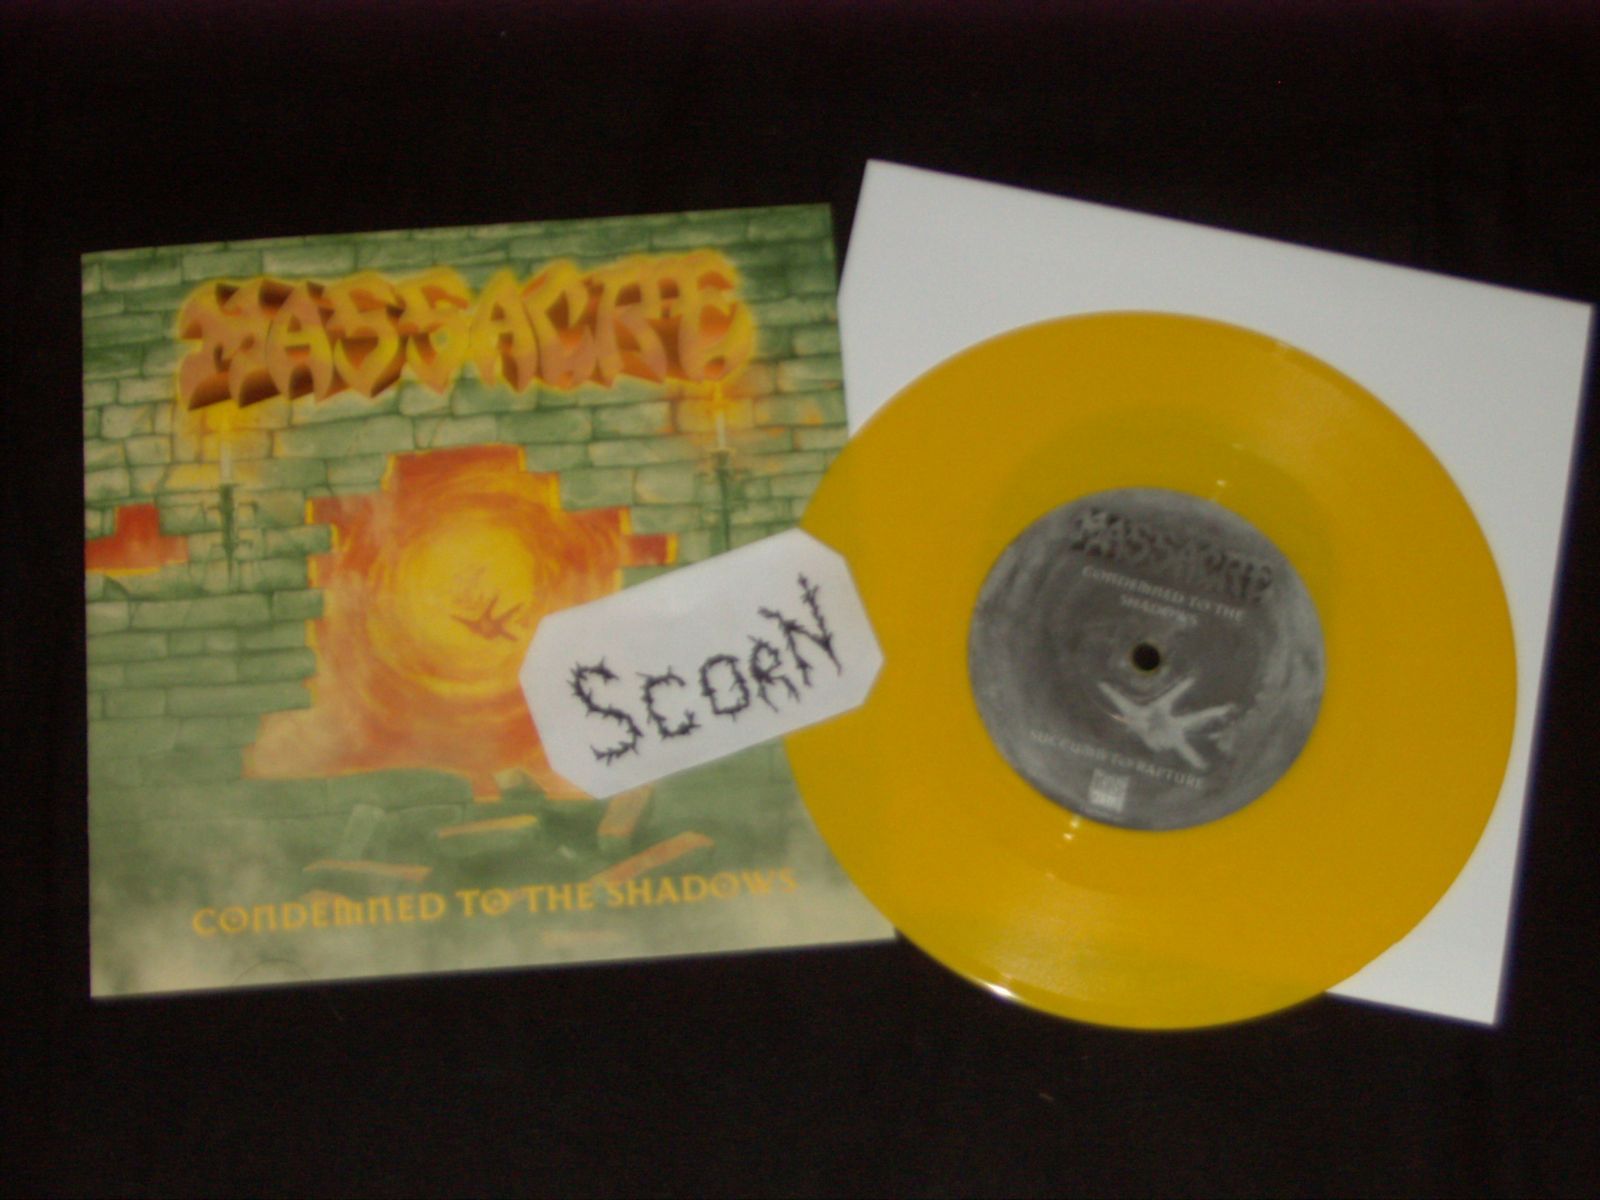 MASSACRE
CONDEMNED TO THE SHADOWS
SCORN
MASSACRE
CONDEMNED TO THE
SHADOWS
SUCCUMB TO RAPTURE